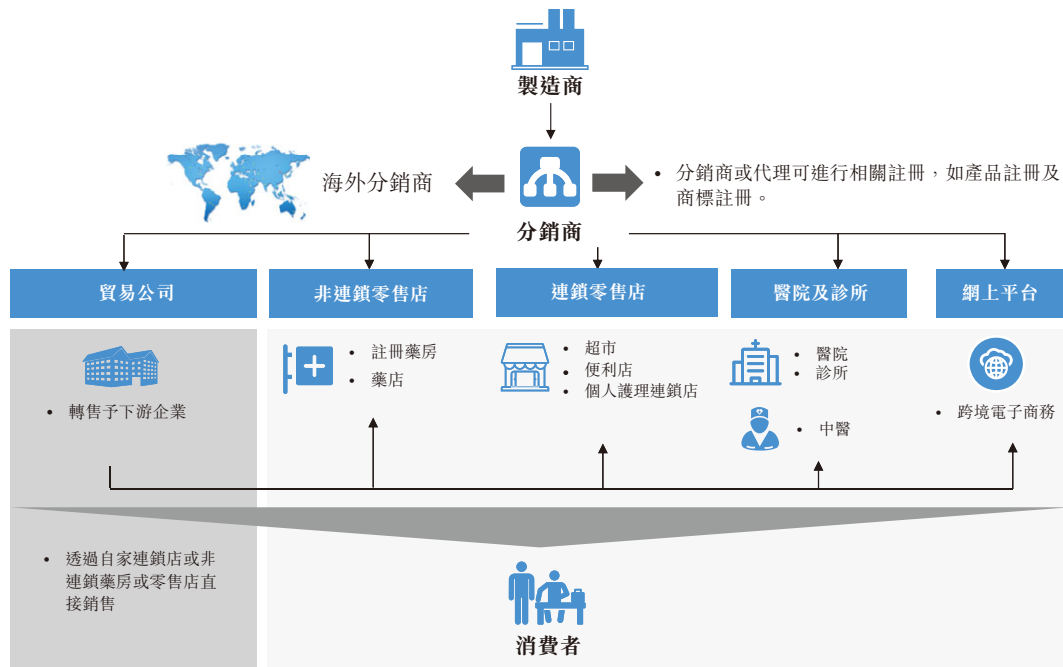 製造商
海外分銷商
• 分銷商或代理可進行相關註冊，如產品註冊及
商標註冊。
分銷商
貿易公司
非連鎖零售店
連鎖零售店
醫院及診所
網上平台
• 轉售予下游企業
• 註冊藥房
• 藥店
• 超市
• 便利店
• 個人護理連鎖店
• 醫院
• 診所
• 中醫
• 跨境電子商務
• 透過自家連鎖店或非
連鎖藥房或零售店直
接銷售
消費者